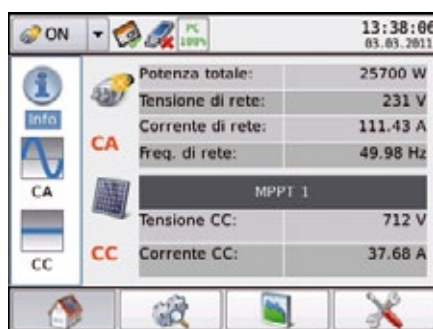 ON
PC
100%
13:38:06
03.03.2011
Info
CA
CC
CA
Potenza totale: 25700 W
Tensione di rete: 231 V
Corrente di rete: 111.43 A
Freq. di rete: 49.98 Hz
MPPT 1
CC
Tensione CC: 712 V
Corrente CC: 37.68 A